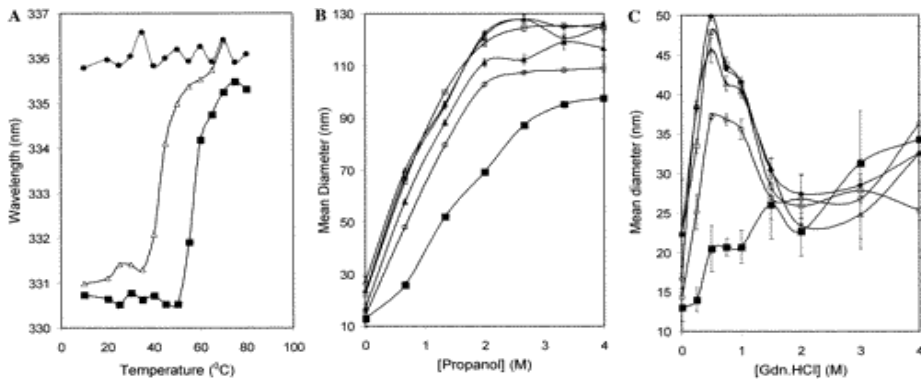 A
Wavelength (nm)
337
336
335
334
333
332
331
330
0 20 40 60 80 100
Temperature (⁰C)
B
Mean Diameter (nm)
130
110
90
70
50
30
10
0 1 2 3 4
[Propanol] (M)
C
Mean diameter (nm)
50
45
40
35
30
25
20
15
10
0 1 2 3 4
[Gdn.HCl] (M)